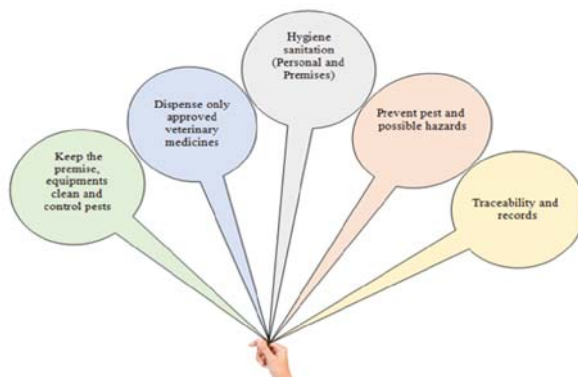 Keep the
premise,
equipments
clean and
control pests
Dispense only
approved
veterinary
medicines
Hygiene
sanitation
(Personal and
Premises)
Prevent pest and
possible hazards
Traceability and
records